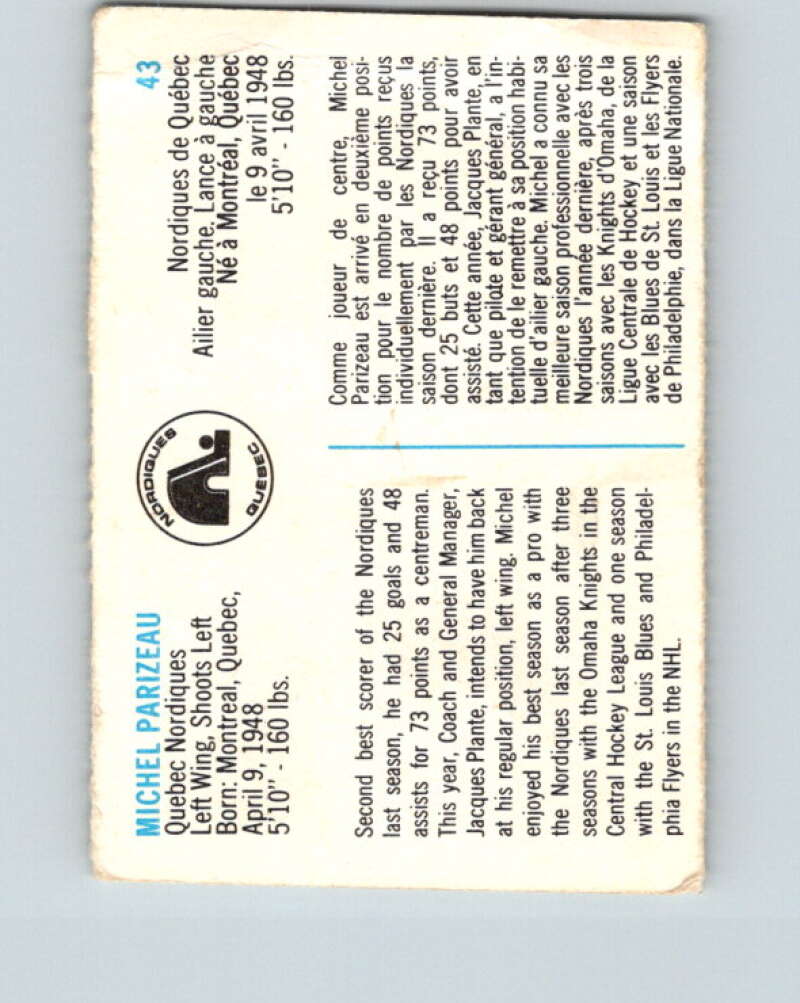 MICHEL PARIZEAU
Quebec Nordiques
Left Wing, Shoots Left
Born: Montreal, Quebec,
April 9, 1948
5'10" - 160 lbs.
NORDIQUES
QUÉBEC
43
Nordiques de Québec
Ailier gauche. Lance à gauche
Né à Montréal, Québec
le 9 avril 1948
5'10" - 160 lbs.
Second best scorer of the Nordiques
last season, he had 25 goals and 48
assists for 73 points as a centreman.
This year, Coach and General Manager,
Jacques Plante, intends to have him back
at his regular position, left wing. Michel
enjoyed his best season as a pro with
the Nordiques last season after three
seasons with the Omaha Knights in the
Central Hockey League and one season
with the St. Louis Blues and Philadel-
phia Flyers in the NHL.
Comme joueur de centre, Michel
Parizeau est arrivé en deuxième posi-
tion pour le nombre de points reçus
individuellement par les Nordiques la
saison dernière. Il a reçu 73 points,
dont 25 buts et 48 points pour avoir
assisté. Cette année, Jacques Plante, en
tant que pilote et gérant général, a l'in-
tention de le remettre à sa position habi-
tuelle d'ailier gauche. Michel a connu sa
meilleure saison professionnelle avec les
Nordiques l'année dernière, après trois
saisons avec les Knights d'Omaha, de la
Ligue Centrale de Hockey et une saison
avec les Blues de St. Louis et les Flyers
de Philadelphie, dans la Ligue Nationale.